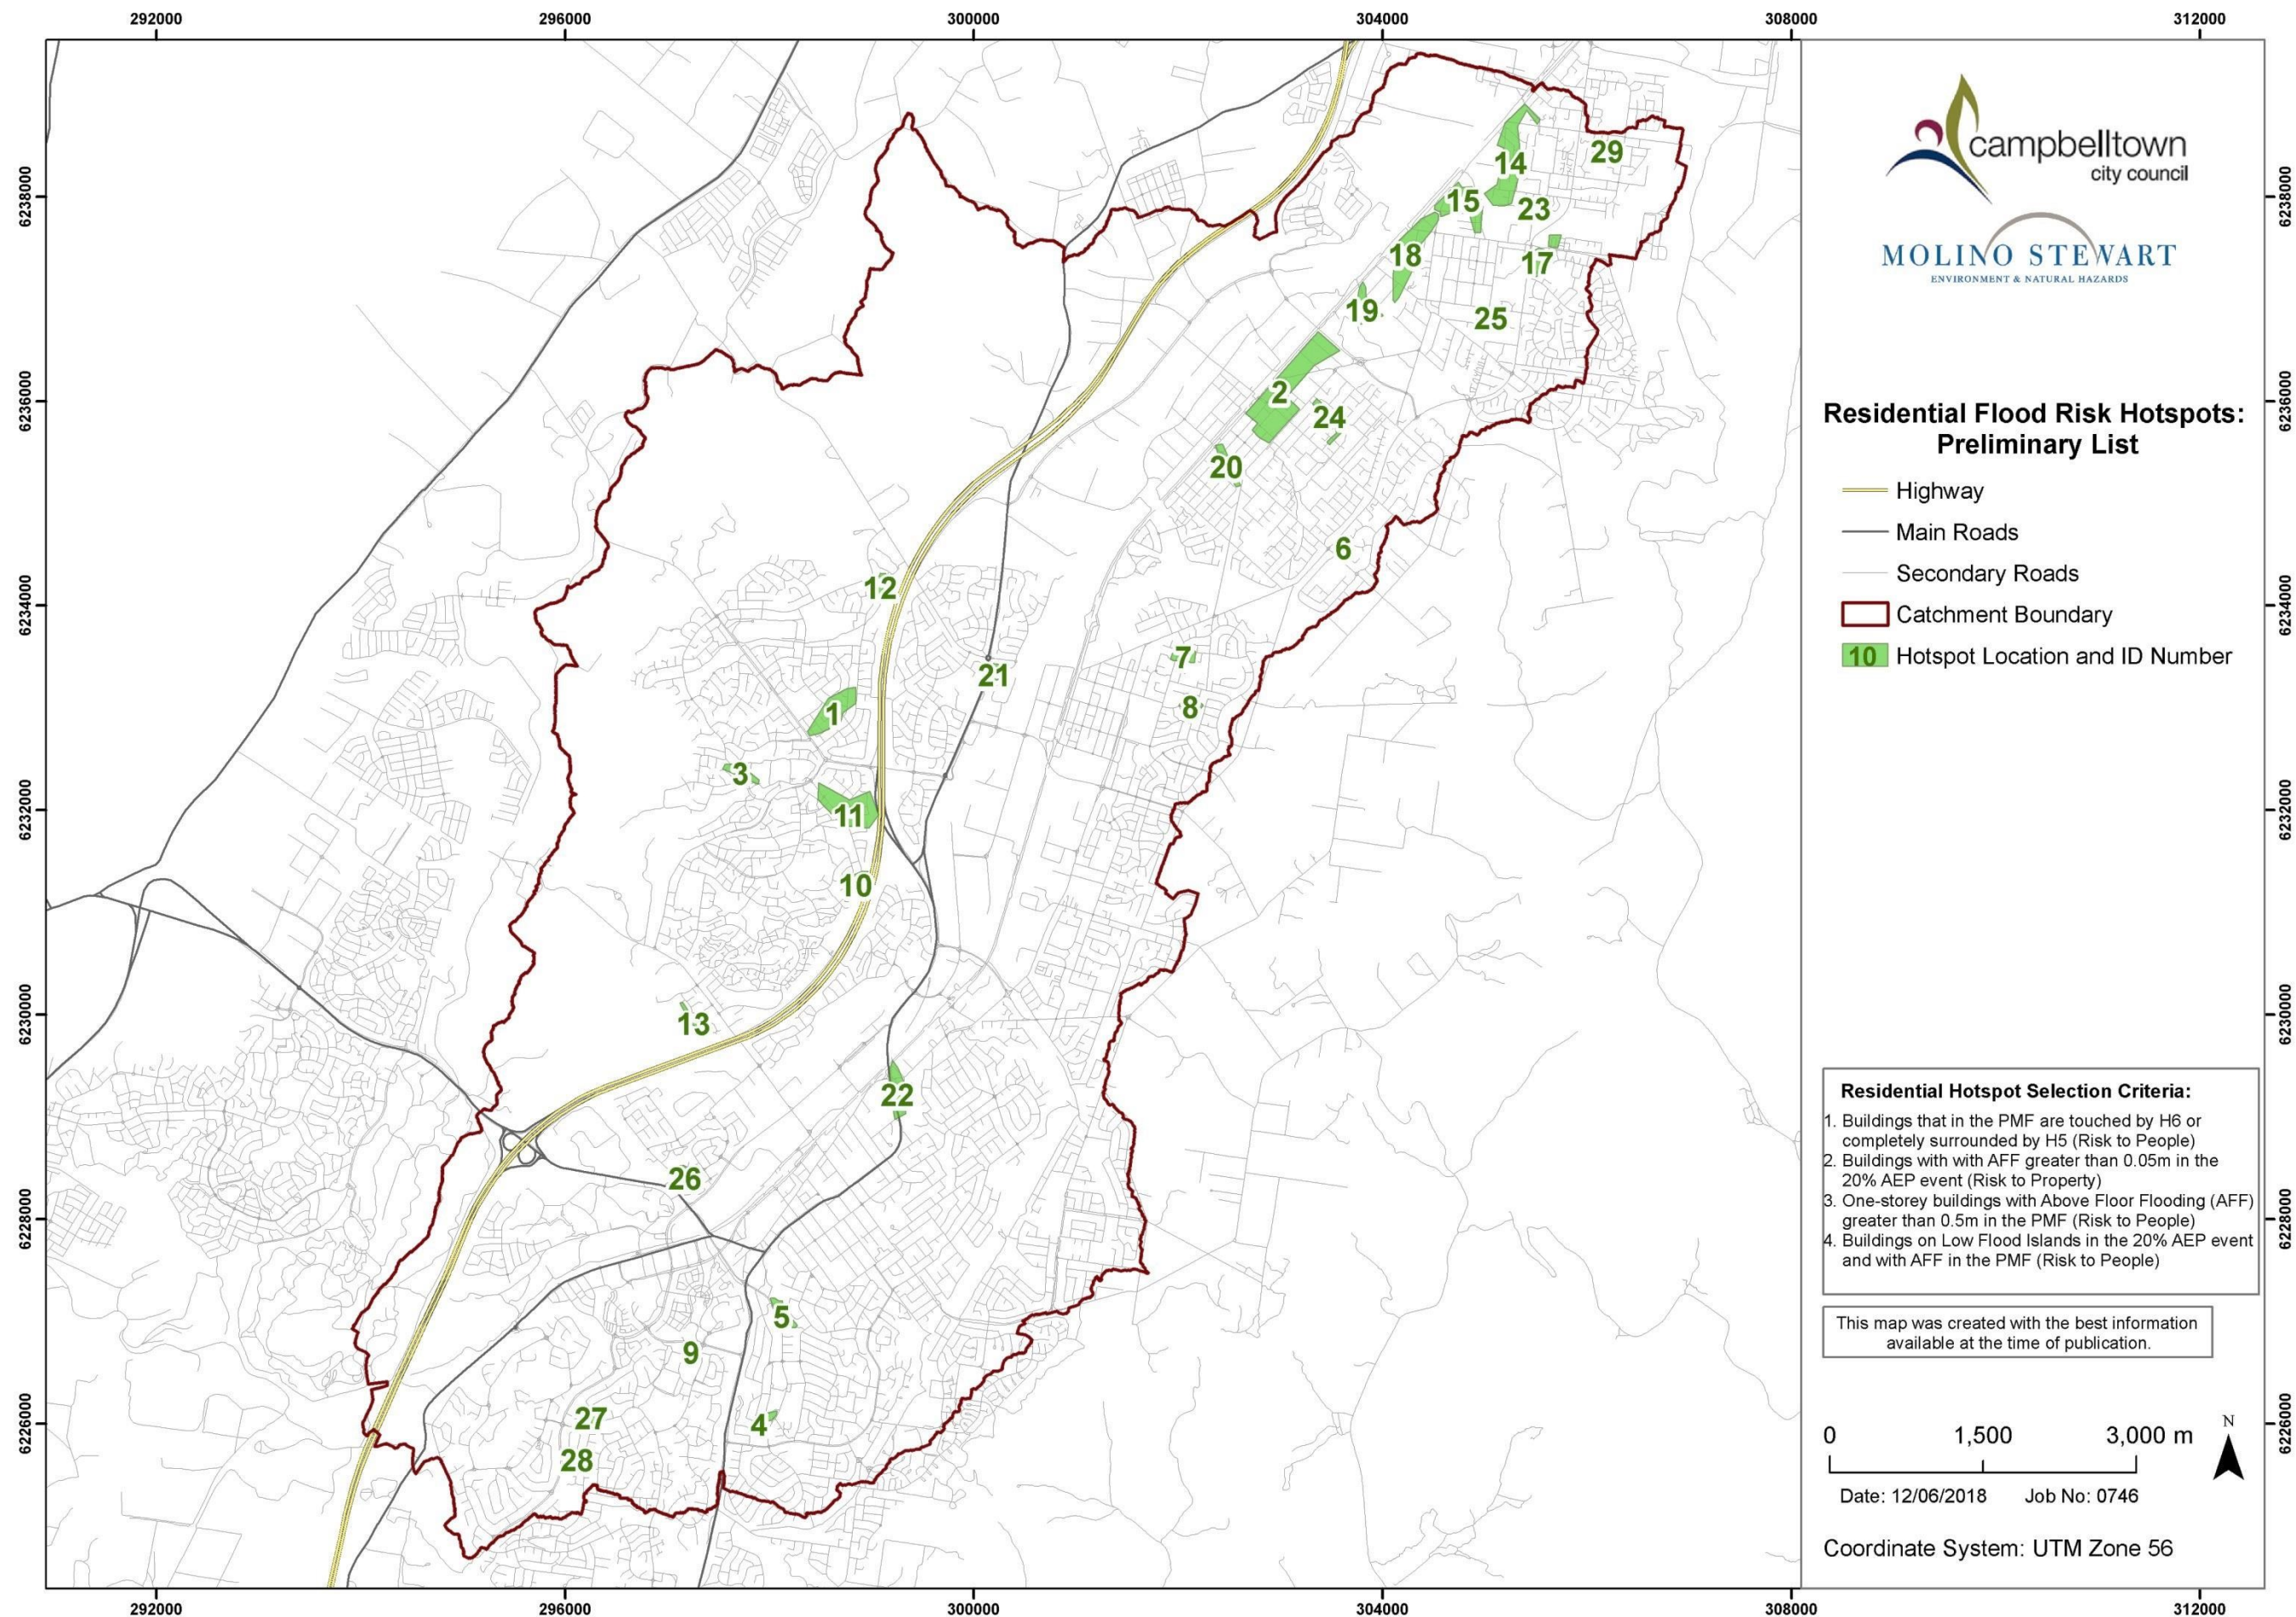 292000
296000
300000
304000
308000
312000
6238000
6236000
6234000
6232000
6230000
6228000
6226000
29
14
15
23
18
17
19
25
2
24
20
6
12
7
21
8
1
3
11
10
13
22
26
5
9
27
4
28
292000
296000
300000
304000
308000
312000
6238000
6236000
6234000
6232000
6230000
6228000
6226000
campbelltown
city council
MOLINO STEWART
ENVIRONMENT & NATURAL HAZARDS
Residential Flood Risk Hotspots:
Preliminary List
Highway
Main Roads
Secondary Roads
Catchment Boundary
10 Hotspot Location and ID Number
Residential Hotspot Selection Criteria:
1. Buildings that in the PMF are touched by H6 or
completely surrounded by H5 (Risk to People)
2. Buildings with with AFF greater than 0.05m in the
20% AEP event (Risk to Property)
3. One-storey buildings with Above Floor Flooding (AFF)
greater than 0.5m in the PMF (Risk to People)
4. Buildings on Low Flood Islands in the 20% AEP event
and with AFF in the PMF (Risk to People)
This map was created with the best information
available at the time of publication.
0 1,500 3,000 m
N
Date: 12/06/2018 Job No: 0746
Coordinate System: UTM Zone 56